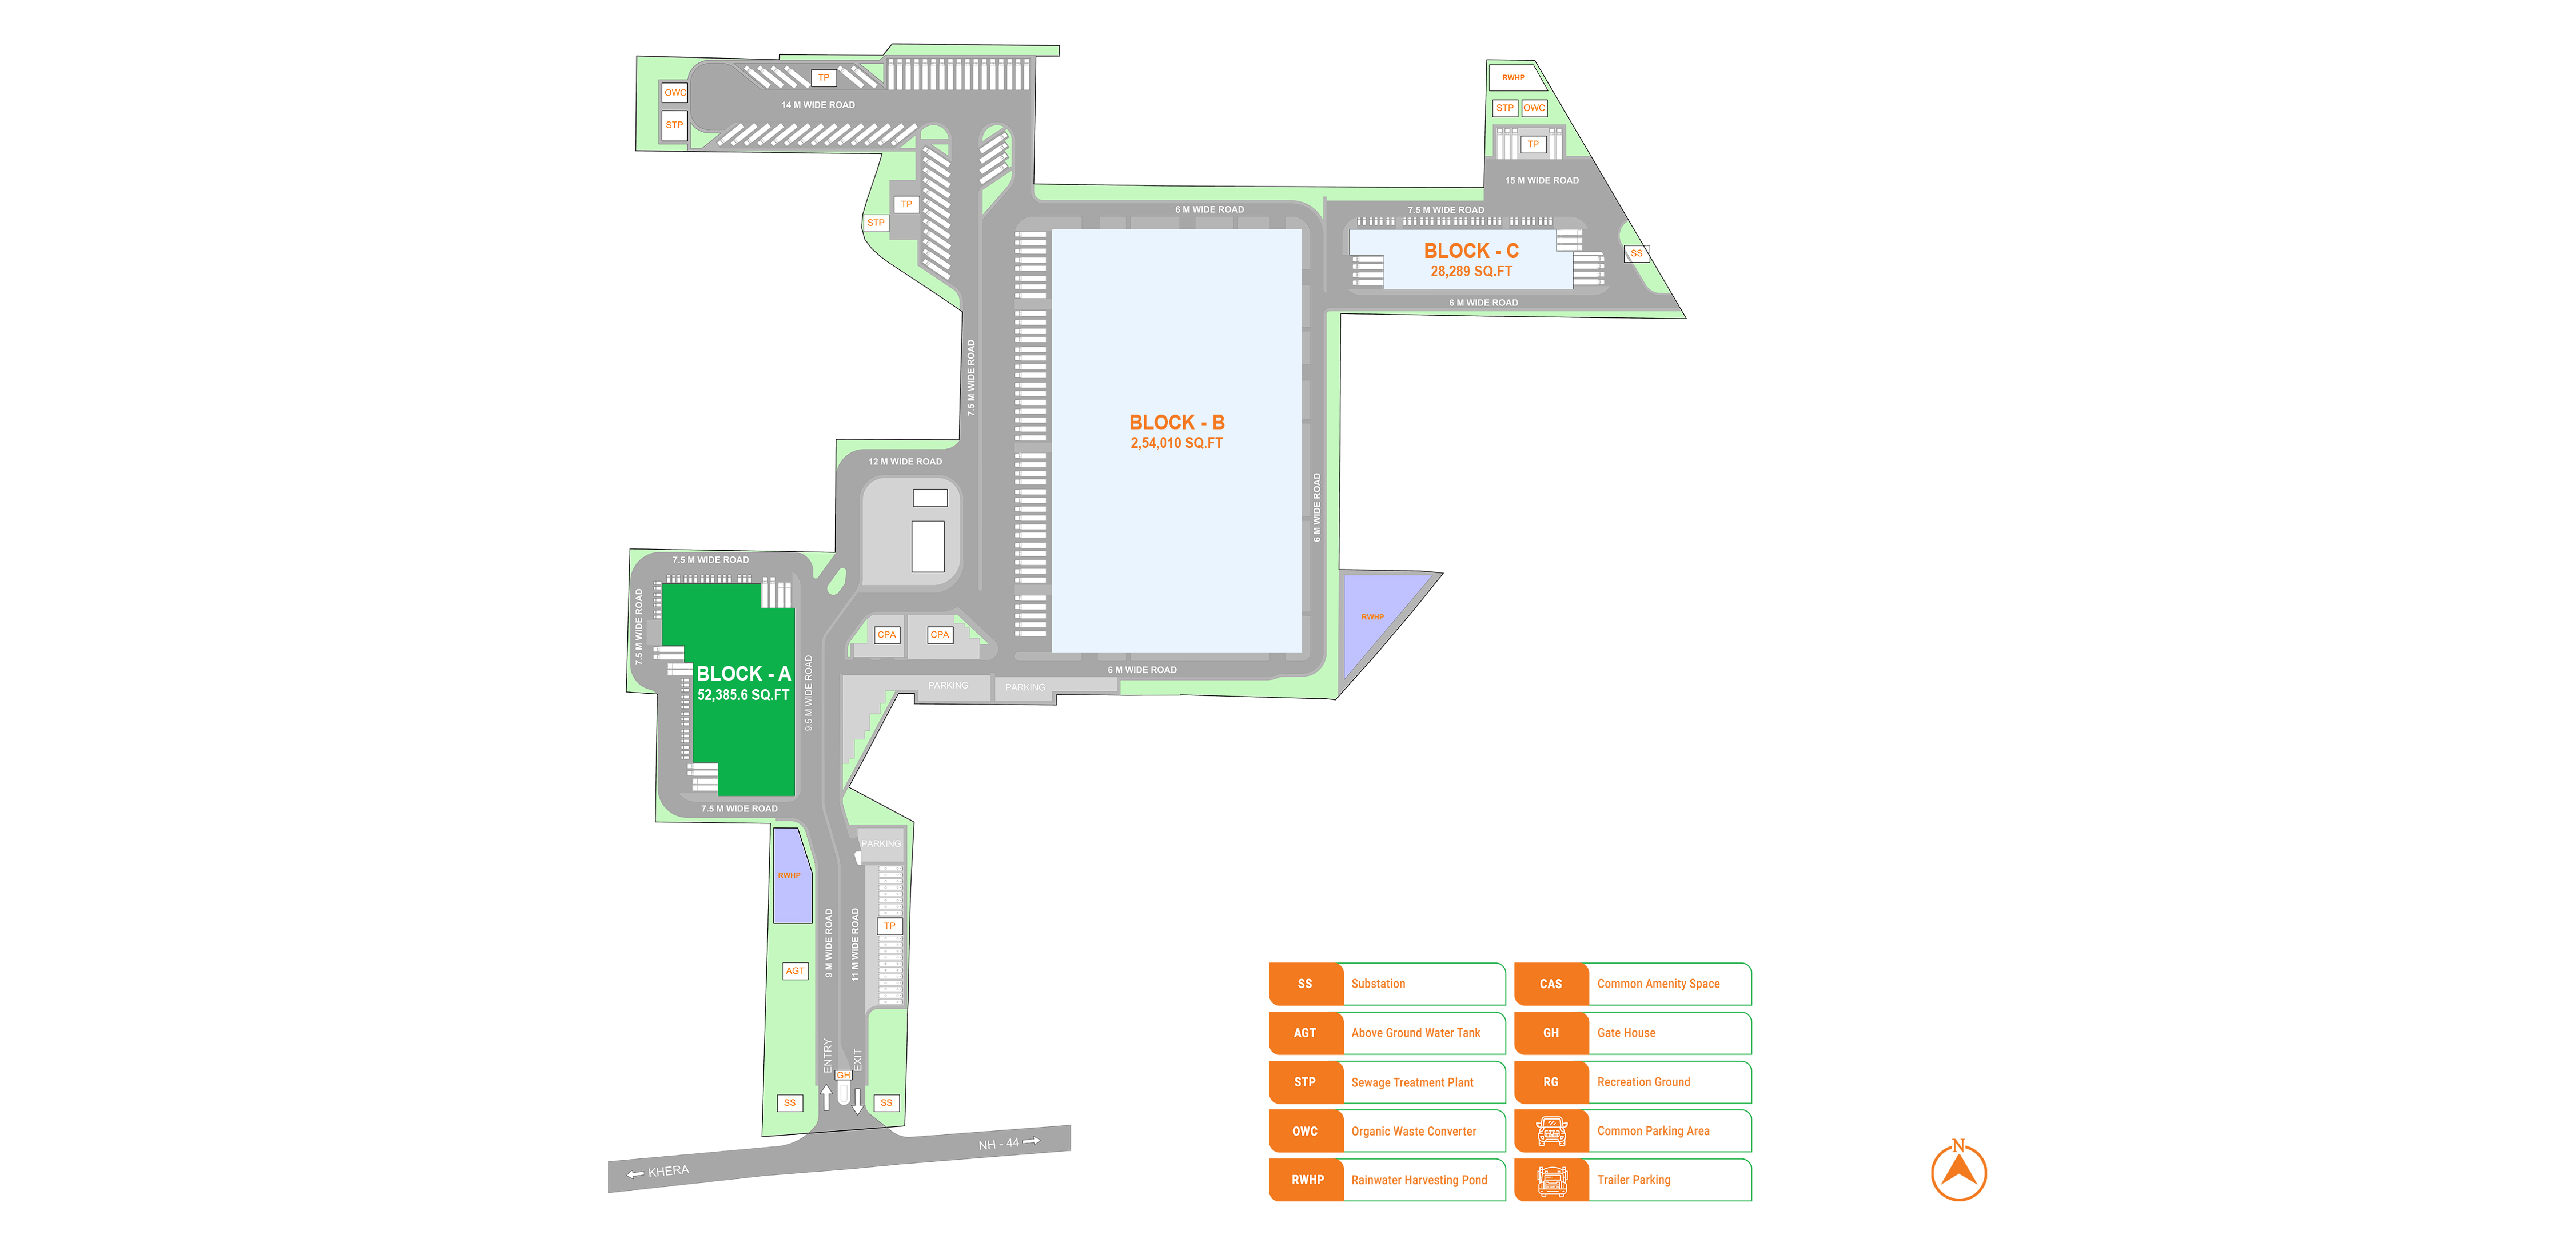 TP
OWC
14 M WIDE ROAD
STP
RWHP
STP
OWC
TP
15 M WIDE ROAD
TP
STP
6 M WIDE ROAD
7.5 M WIDE ROAD
BLOCK - C
28,289 SQ.FT
SS
6 M WIDE ROAD
7.5 M WIDE ROAD
BLOCK - B
2,54,010 SQ.FT
12 M WIDE ROAD
6 M WIDE ROAD
7.5 M WIDE ROAD
7.5 M WIDE ROAD
RWHP
CPA
CPA
BLOCK - A
52,385.6 SQ.FT
9.5 M WIDE ROAD
6 M WIDE ROAD
PARKING
PARKING
7.5 M WIDE ROAD
PARKING
RWHP
TP
9 M WIDE ROAD
11 M WIDE ROAD
AGT
ENTRY
EXIT
GH
SS
SS
NH - 44
KHERA
SS
Substation
CAS
Common Amenity Space
AGT
Above Ground Water Tank
GH
Gate House
STP
Sewage Treatment Plant
RG
Recreation Ground
OWC
Organic Waste Converter
Common Parking Area
RWHP
Rainwater Harvesting Pond
Trailer Parking
N